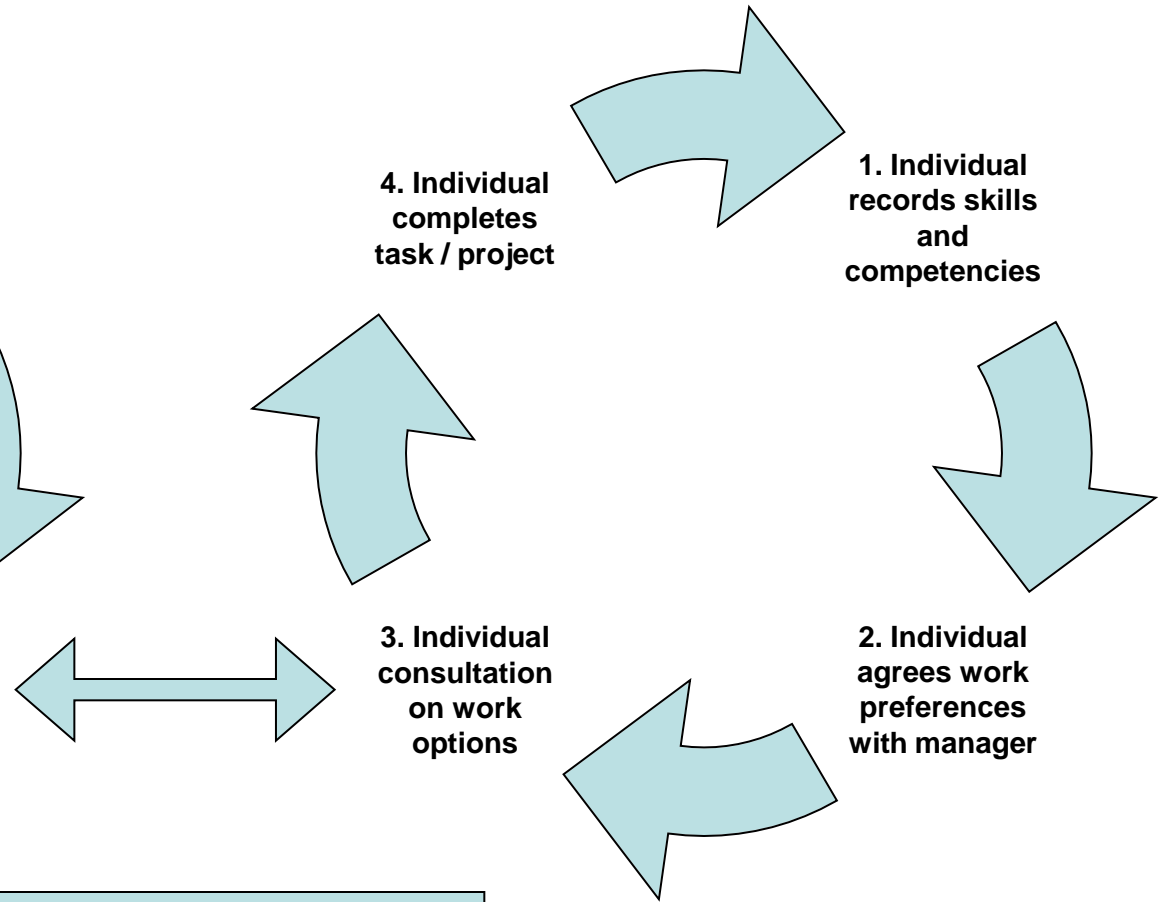 4. Individual
completes
task / project
1. Individual
records skills
and
competencies
3. Individual
consultation
on work
options
2. Individual
agrees work
preferences
with manager